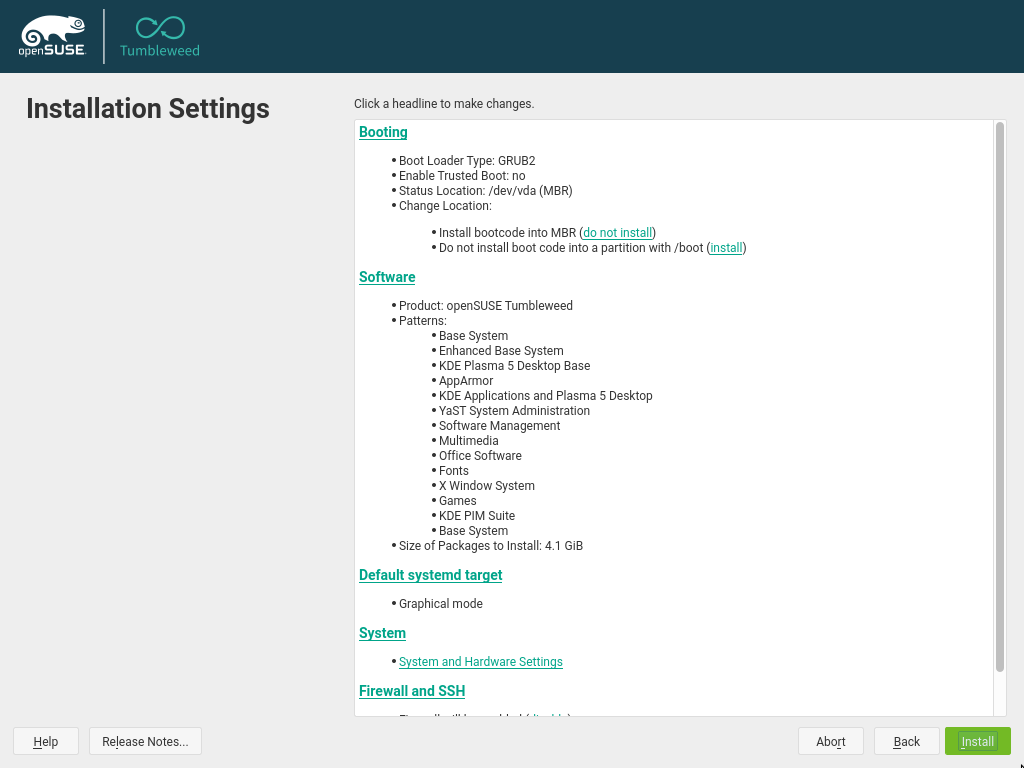 openSUSE
Tumbleweed
Installation Settings
Click a headline to make changes.
Booting
• Boot Loader Type: GRUB2
• Enable Trusted Boot: no
• Status Location: /dev/vda (MBR)
• Change Location:
• Install bootcode into MBR (do not install)
• Do not install boot code into a partition with /boot (install)
Software
• Product: openSUSE Tumbleweed
• Patterns:
• Base System
• Enhanced Base System
• KDE Plasma 5 Desktop Base
• AppArmor
• KDE Applications and Plasma 5 Desktop
• YaST System Administration
• Software Management
• Multimedia
• Office Software
• Fonts
• X Window System
• Games
• KDE PIM Suite
• Base System
• Size of Packages to Install: 4.1 GiB
Default systemd target
• Graphical mode
System
• System and Hardware Settings
Firewall and SSH
Help
Release Notes...
Abort
Back
Install